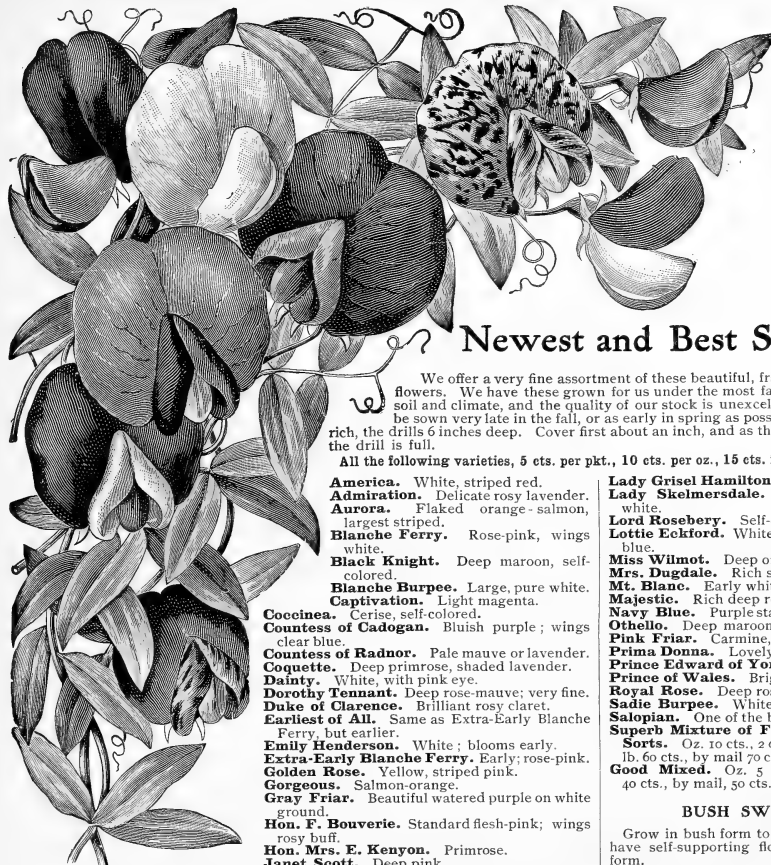 Newest and Best S
We offer a very fine assortment of these beautiful, fr
flowers. We have these grown for us under the most fa
soil and climate, and the quality of our stock is unexcel
be sown very late in the fall, or as early in spring as poss
rich, the drills 6 inches deep. Cover first about an inch, and as th
the drill is full.
All the following varieties, 5 cts. per pkt., 10 cts. per oz., 15 cts.
America. White, striped red.
Admiration. Delicate rosy lavender.
Aurora. Flaked orange-salmon,
largest striped.
Blanche Ferry. Rose-pink, wings
white.
Black Knight. Deep maroon, self-
colored.
Blanche Burpee. Large, pure white.
Captivation. Light magenta.
Coccinea. Cerise, self-colored.
Countess of Cadogan. Bluish purple; wings
clear blue.
Countess of Radnor. Pale mauve or lavender.
Coquette. Deep primrose, shaded lavender.
Dainty. White, with pink eye.
Dorothy Tennant. Deep rose-mauve; very fine.
Duke of Clarence. Brilliant rosy claret.
Earliest of All. Same as Extra-Early Blanche
Ferry, but earlier.
Emily Henderson. White; blooms early.
Extra-Early Blanche Ferry. Early; rose-pink.
Golden Rose. Yellow, striped pink.
Gorgeous. Salmon-orange.
Gray Friar. Beautiful watered purple on white
ground.
Hon. F. Bouverie. Standard flesh-pink; wings
rosy buff.
Hon. Mrs. E. Kenyon. Primrose.
Janet Scott. Deep pink
Lady Grisel Hamilton
Lady Skelmersdale.
white.
Lord Rosebery. Self-
Lottie Eckford. White
blue.
Miss Wilmot. Deep o
Mrs. Dugdale. Rich s
Mt. Blanc. Early whi
Majestic. Rich deep r
Navy Blue. Purple sta
Othello. Deep maroon
Pink Friar. Carmine,
Prima Donna. Lovely
Prince Edward of Yor
Prince of Wales. Brig
Royal Rose. Deep ros
Sadie Burpee. White
Salopian. One of the b
Superb Mixture of F
Sorts. Oz. 10 cts., 2 o
lb. 60 cts., by mail 70 c
Good Mixed. Oz. 5
40 cts., by mail, 50 cts.
BUSH SW
Grow in bush form to
have self-supporting fle
form.